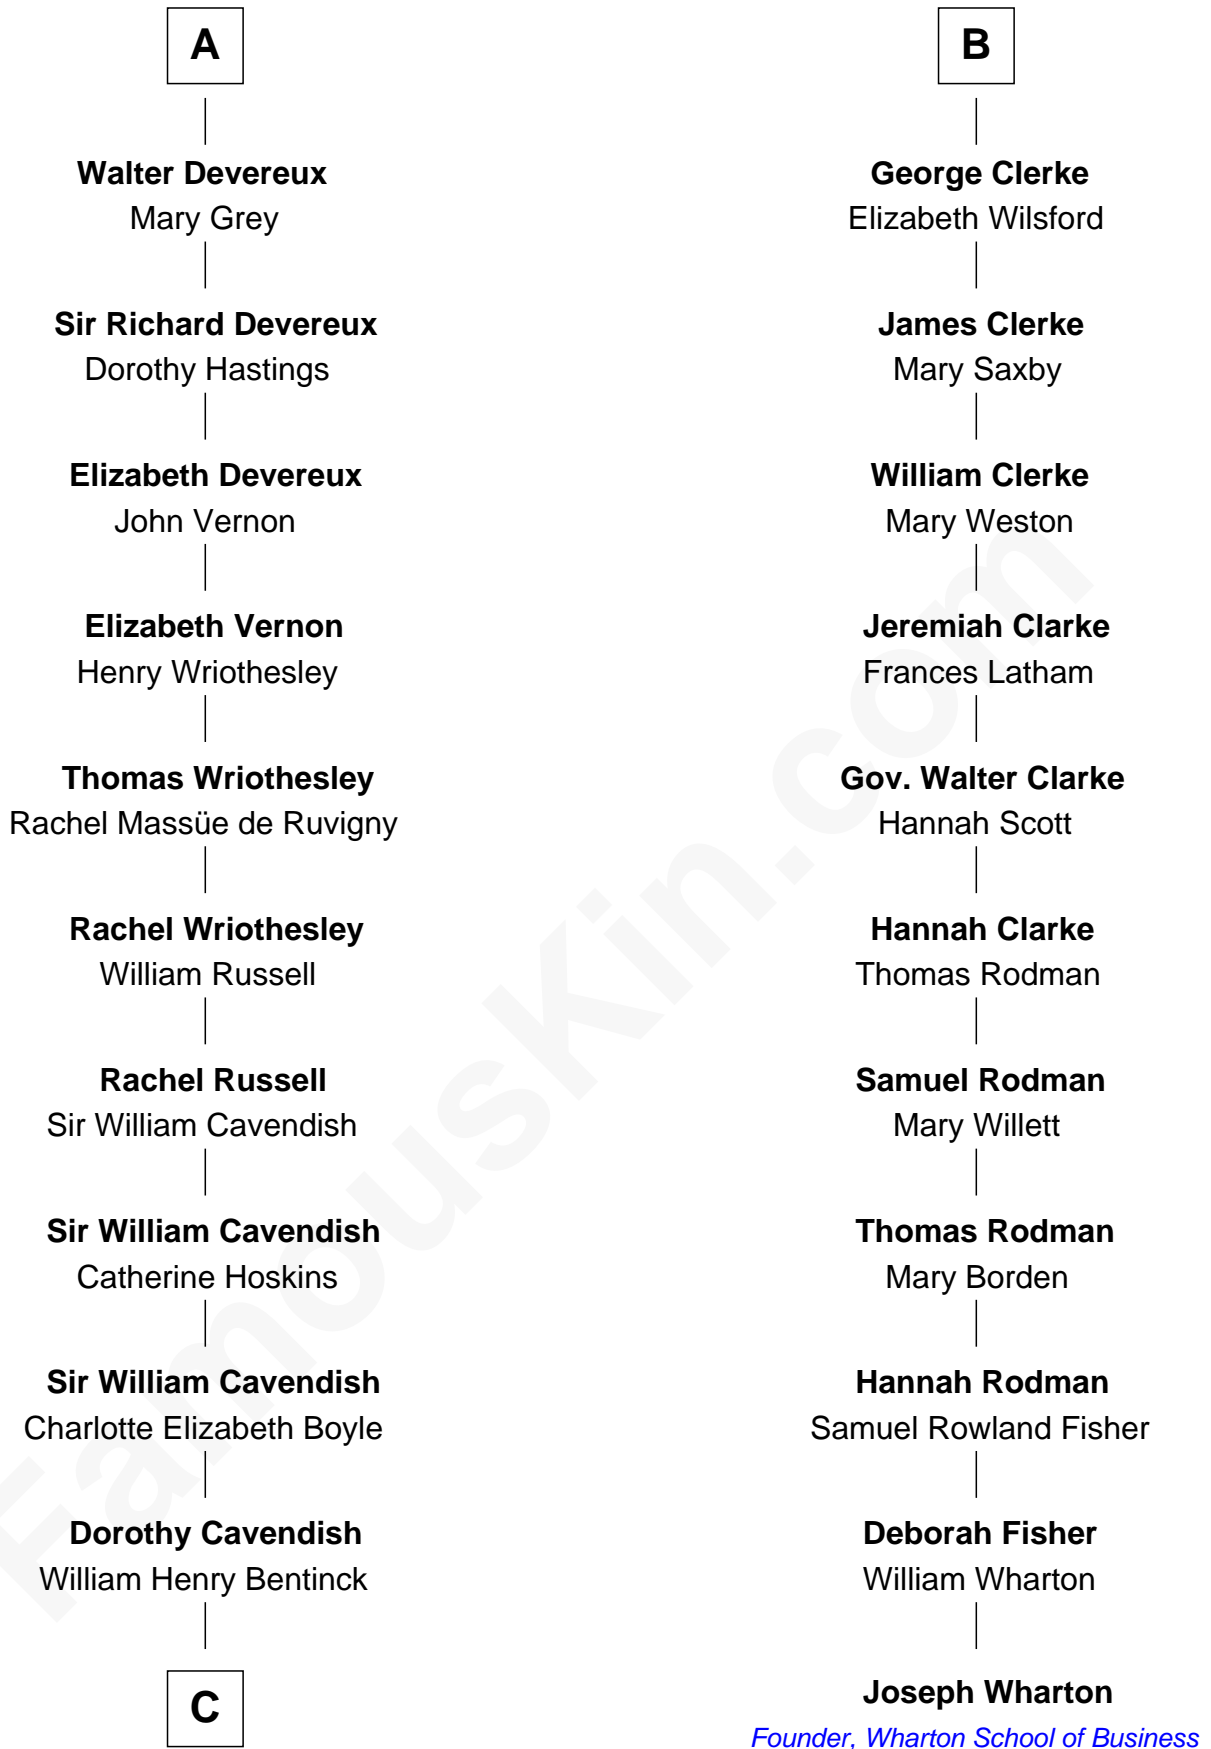 A
Walter Devereux
Mary Grey
Sir Richard Devereux
Dorothy Hastings
Elizabeth Devereux
John Vernon
Elizabeth Vernon
Henry Wriothesley
Thomas Wriothesley
Rachel Massüe de Ruvigny
Rachel Wriothesley
William Russell
Rachel Russell
Sir William Cavendish
Sir William Cavendish
Catherine Hoskins
Sir William Cavendish
Charlotte Elizabeth Boyle
Dorothy Cavendish
William Henry Bentinck
C
B
George Clerke
Elizabeth Wilsford
James Clerke
Mary Saxby
William Clerke
Mary Weston
Jeremiah Clarke
Frances Latham
Gov. Walter Clarke
Hannah Scott
Hannah Clarke
Thomas Rodman
Samuel Rodman
Mary Willett
Thomas Rodman
Mary Borden
Hannah Rodman
Samuel Rowland Fisher
Deborah Fisher
William Wharton
Joseph Wharton
Founder, Wharton School of Business
FamousKin.com